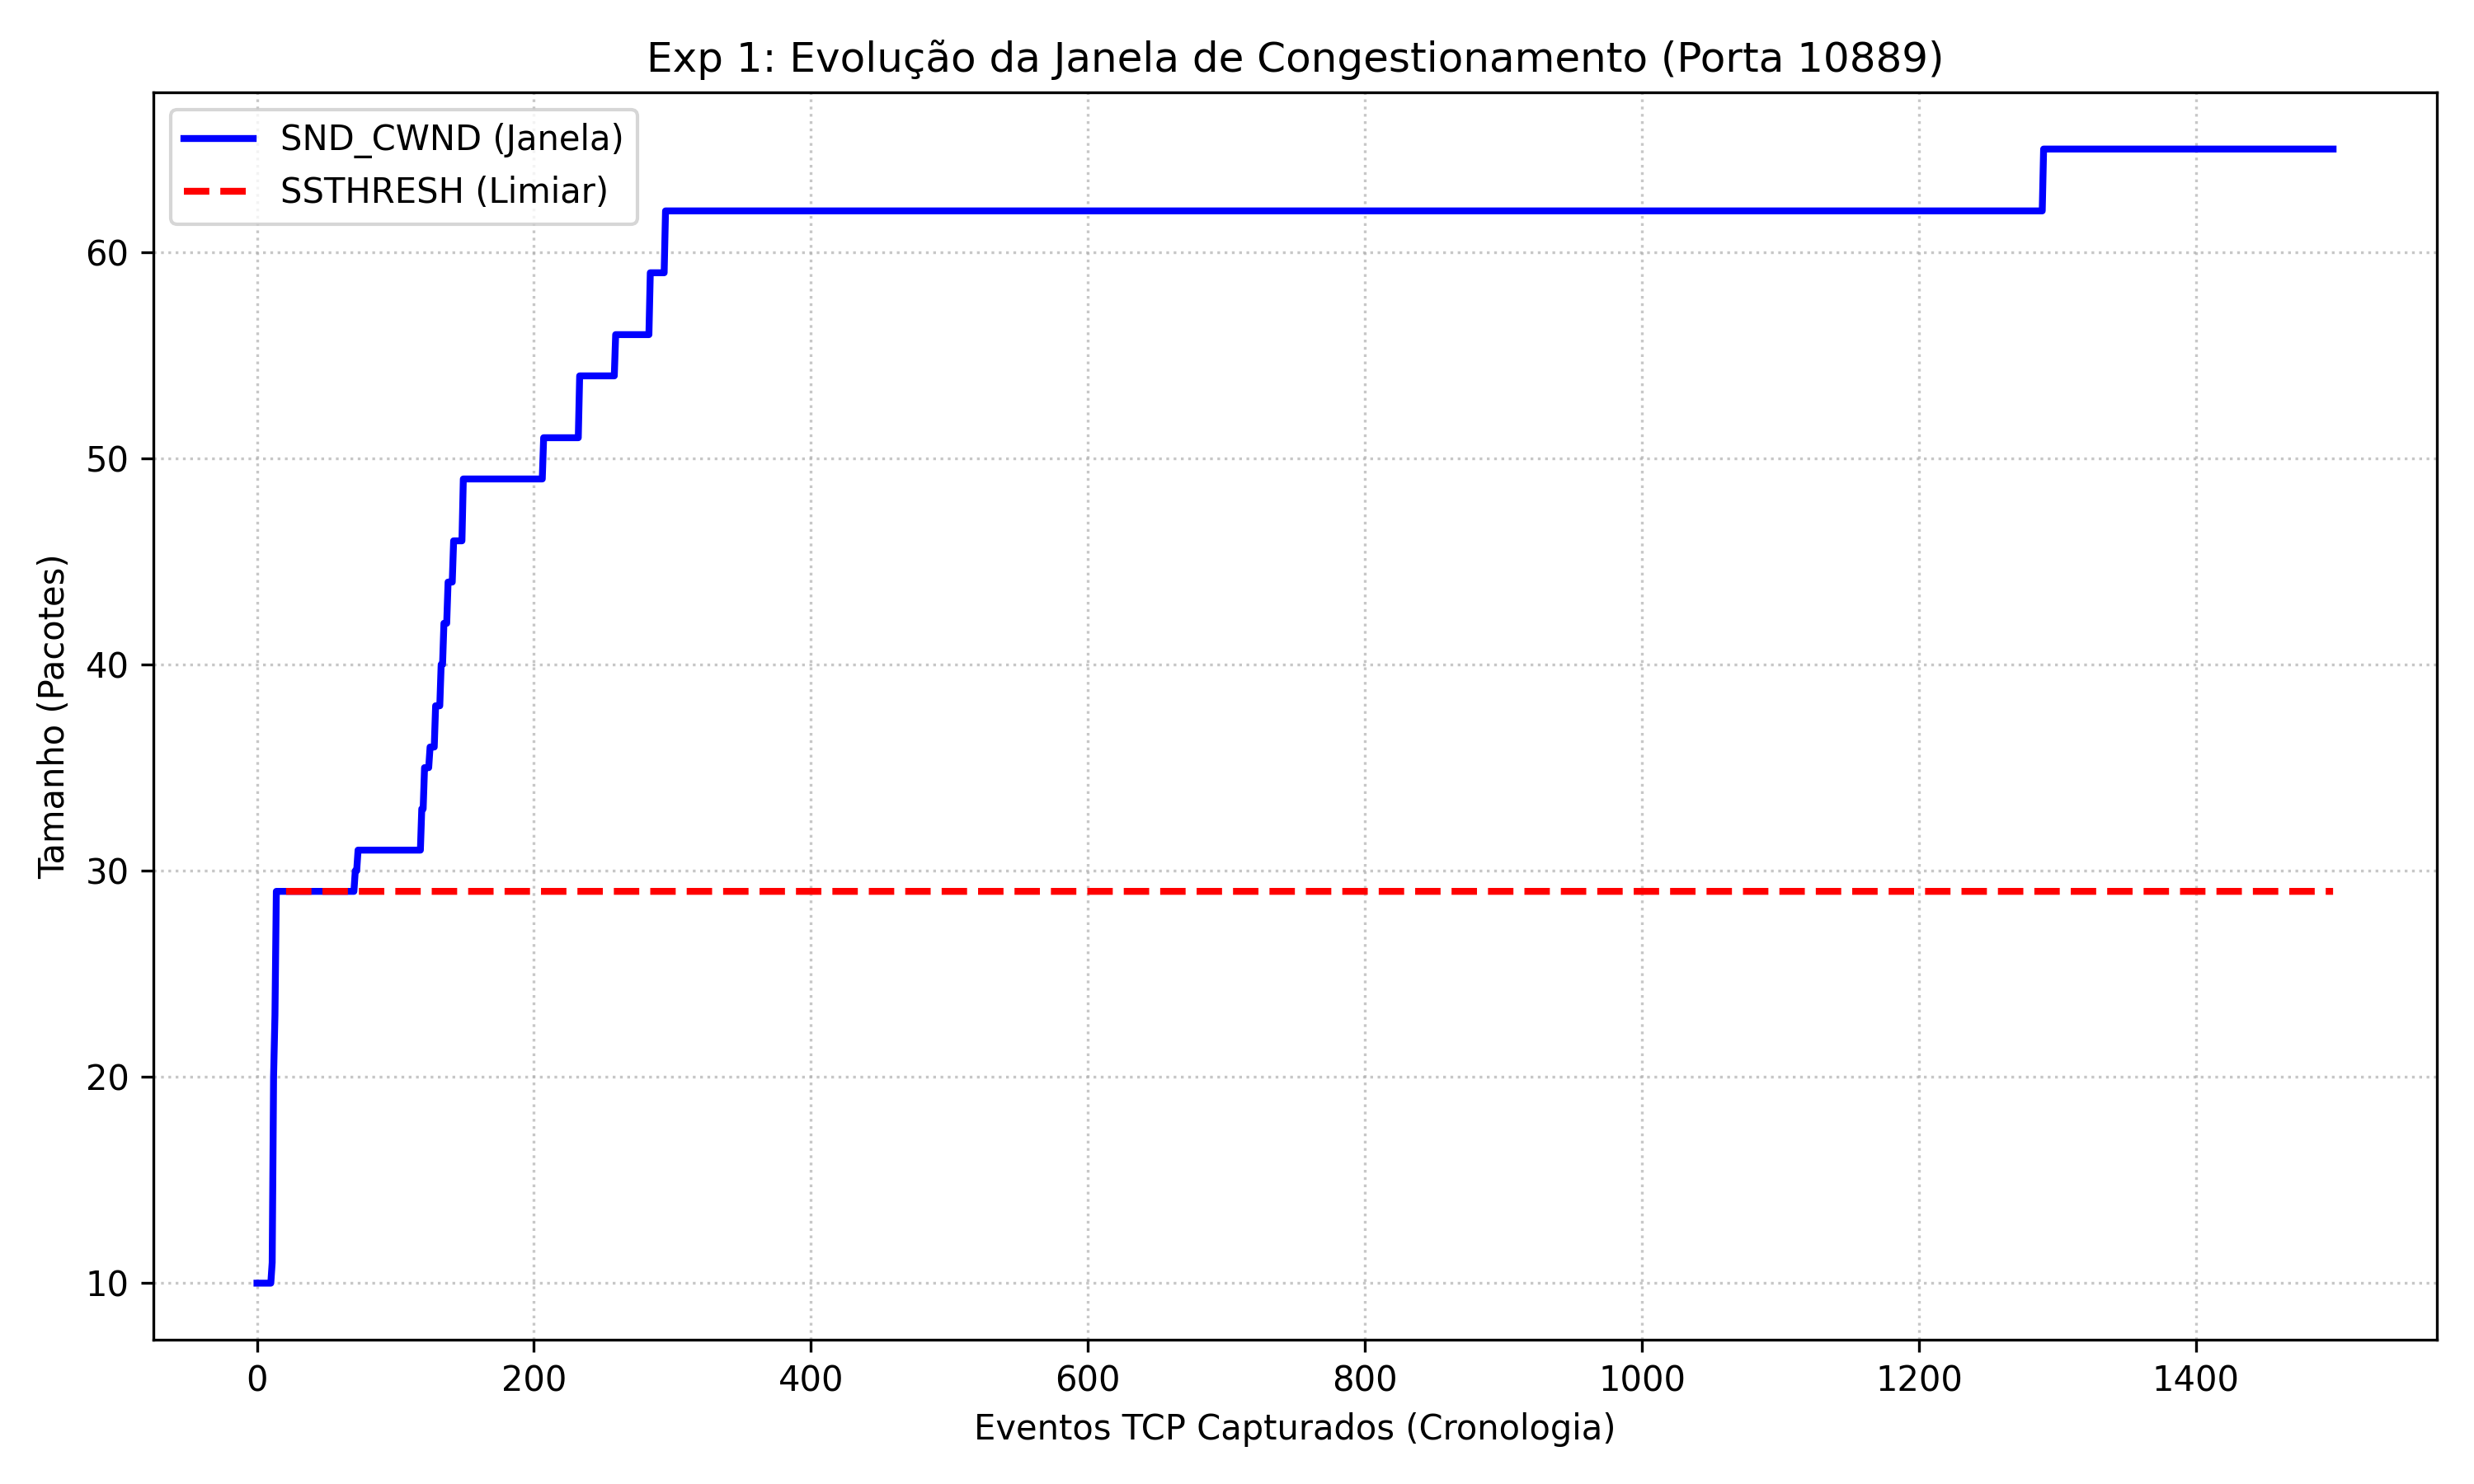 Exp 1: Evolução da Janela de Congestionamento (Porta 10889)
SND_CWND (Janela)
SSTHRESH (Limiar)
Tamanho (Pacotes)
60
50
40
30
20
10
0 200 400 600 800 1000 1200 1400
Eventos TCP Capturados (Cronologia)